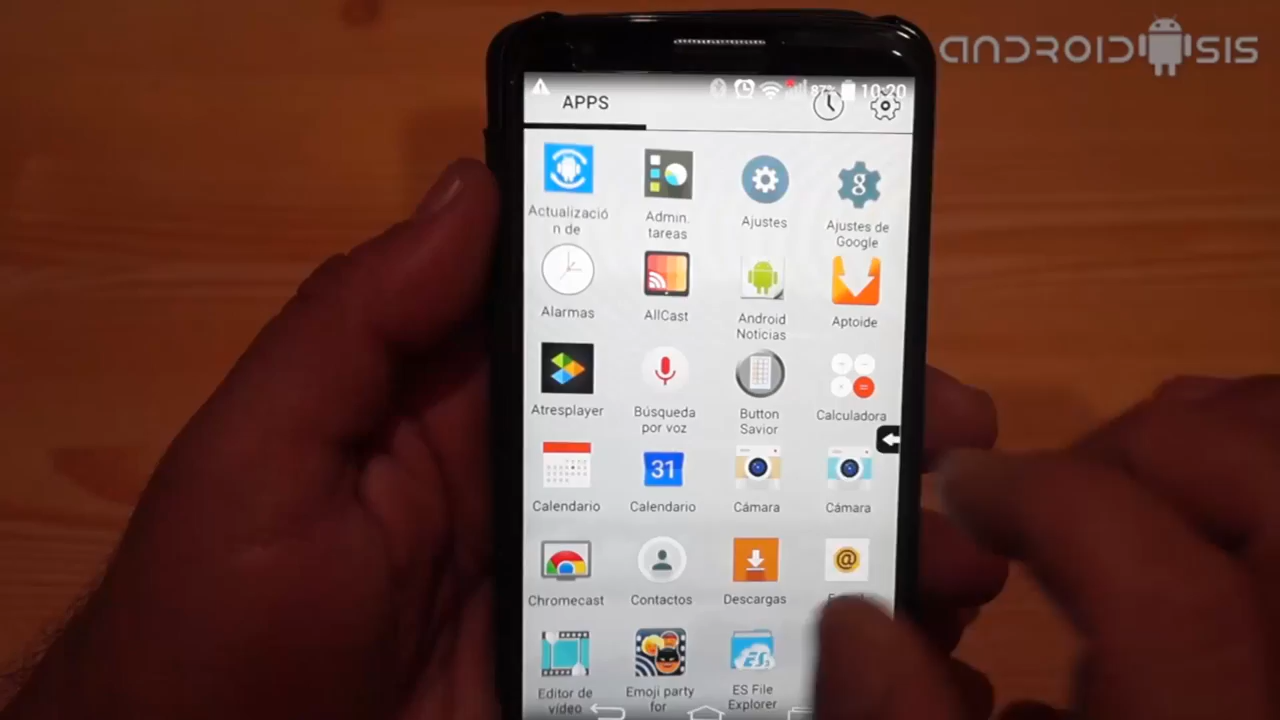 ANDROIDSIS
87% 10:20
APPS
Actualizació
n de
Admin.
tareas
Ajustes
Ajustes de
Google
g
Alarmas
AllCast
Android
Noticias
Aptoide
Atresplayer
Búsqueda
por voz
Button
Savior
Calculadora
31
Calendario
Calendario
Cámara
Cámara
@
Chromecast
Contactos
Descargas
ES
Editor de
vídeo
Emoji party
for
ES File
Explorer